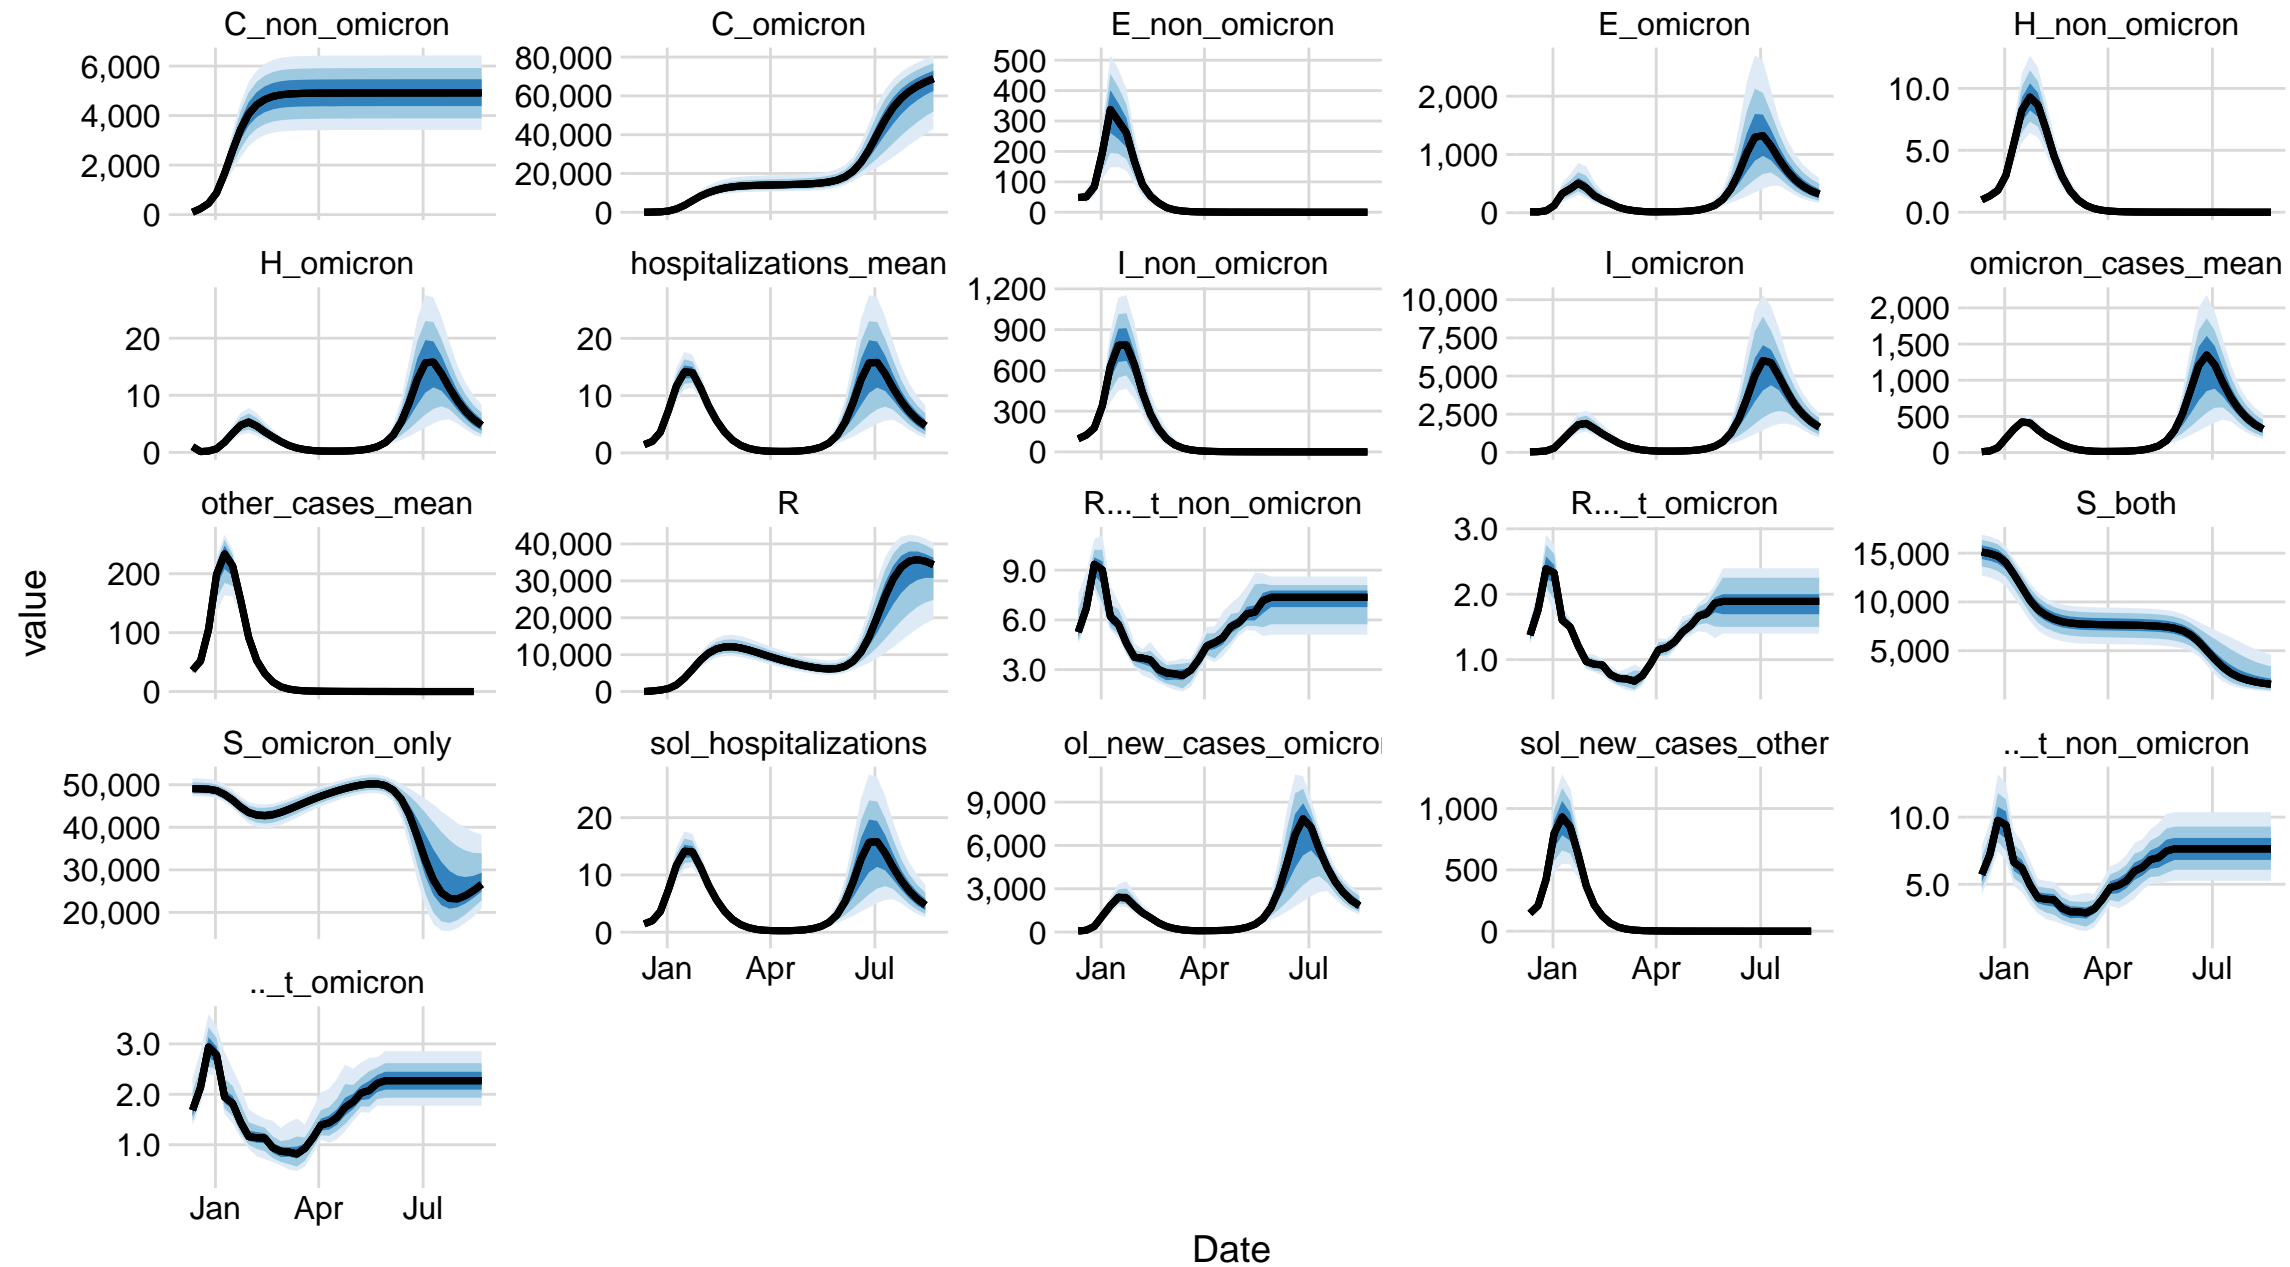 C_non_omicron
C_omicron
E_non_omicron
E_omicron
H_non_omicron
6,000
4,000
2,000
0
80,000
60,000
40,000
20,000
0
500
400
300
200
100
0
2,000
1,000
0
10.0
5.0
0.0
H_omicron
hospitalizations_mean
I_non_omicron
I_omicron
omicron_cases_mean
20
10
0
20
10
0
1,200
900
600
300
0
10,000
7,500
5,000
2,500
0
2,000
1,500
1,000
500
0
other_cases_mean
R
R..._t_non_omicron
R..._t_omicron
S_both
200
100
0
40,000
30,000
20,000
10,000
0
9.0
6.0
3.0
3.0
2.0
1.0
15,000
10,000
5,000
S_omicron_only
sol_hospitalizations
ol_new_cases_omicro
sol_new_cases_other
.._t_non_omicron
50,000
40,000
30,000
20,000
20
10
0
9,000
6,000
3,000
0
1,000
500
0
10.0
5.0
Jan Apr Jul
Jan Apr Jul
Jan Apr Jul
Jan Apr Jul
.._t_omicron
3.0
2.0
1.0
Jan Apr Jul
value
Date